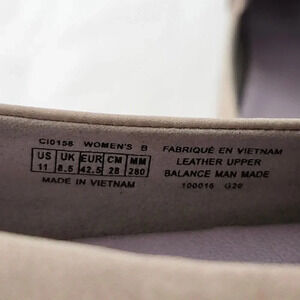 CI0158 WOMEN'S B
US UK EUR CM MM
11 8.5 42.5 28 280
MADE IN VIETNAM
FABRIQUÉ EN VIETNAM
LEATHER UPPER
BALANCE MAN MADE
100016 G20